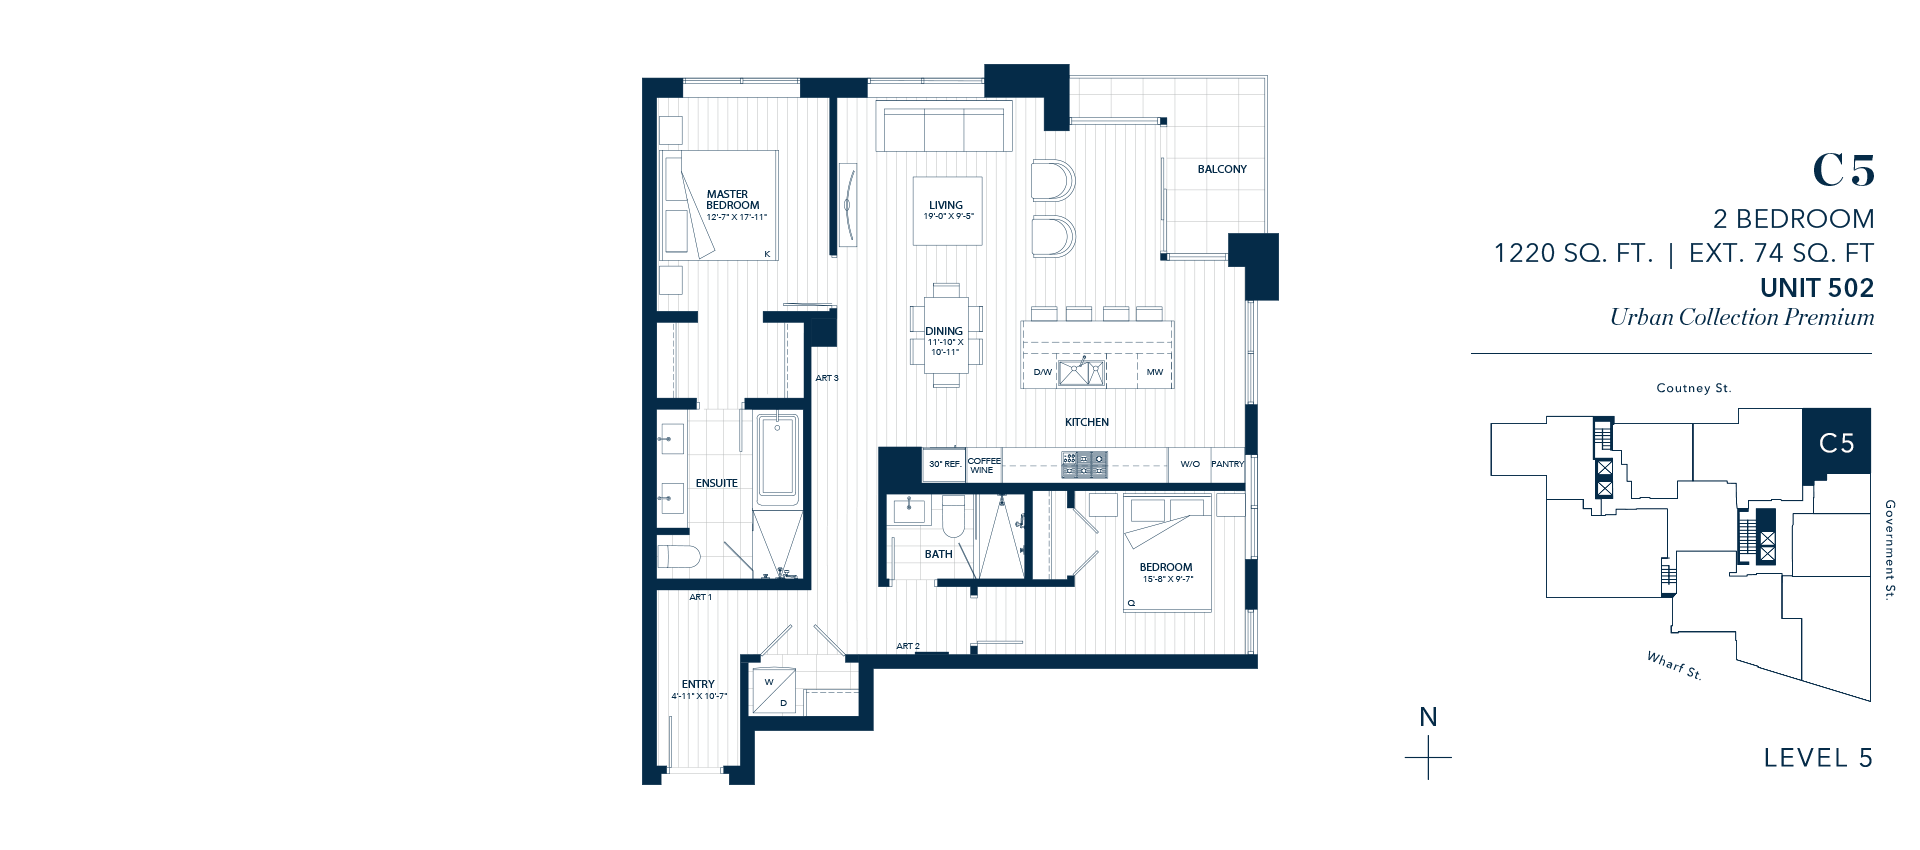 MASTER
BEDROOM
12'-7" X 17'-11"
K
LIVING
19'-0" X 9'-5"
BALCONY
DINING
11'-10" X
10'-11"
D/W
MW
ART 3
KITCHEN
30" REF.
COFFEE
WINE
W/O
PANTRY
ENSUITE
BATH
BEDROOM
15'-8" X 9'-7"
Q
ART 1
ART 2
ENTRY
4'-11" X 10'-7"
W
D
C5
2 BEDROOM
1220 SQ. FT. | EXT. 74 SQ. FT
UNIT 502
Urban Collection Premium
Coutney St.
C5
Government St.
Wharf St.
N
LEVEL 5